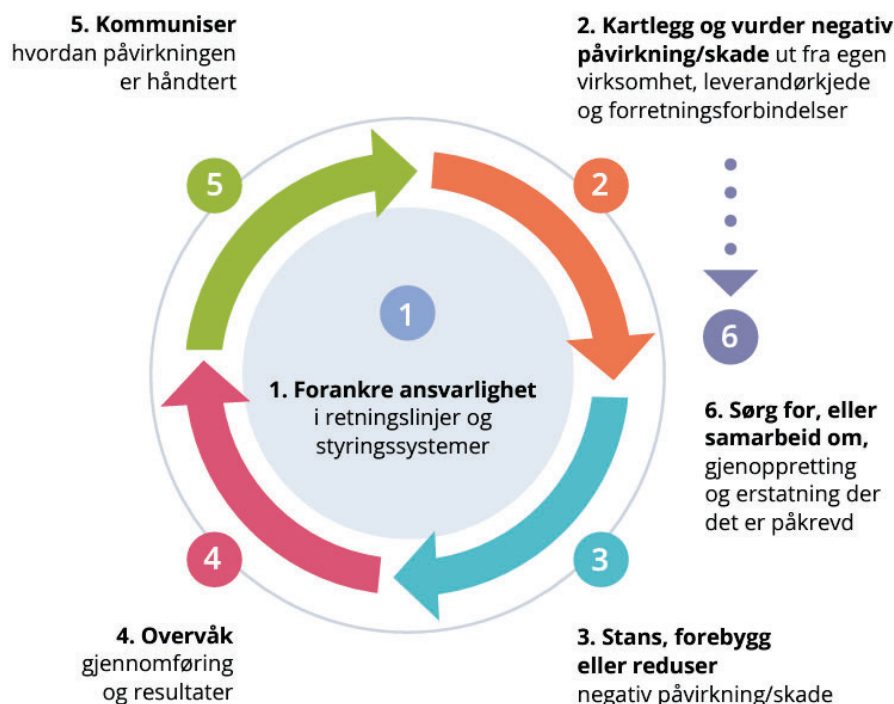 5. Kommuniser
hvordan påvirkningen
er håndtert
2. Kartlegg og vurder negativ
påvirkning/skade ut fra egen
virksomhet, leverandørkjede
og forretningsforbindelser
5
2
1
6
1. Forankre ansvarlighet
i retningslinjer og
styringssystemer
6. Sørg for, eller
samarbeid om,
gjenoppretting
og erstatning der
det er påkrevd
4
3
4. Overvåk
gjennomføring
og resultater
3. Stans, forebygg
eller reduser
negativ påvirkning/skade